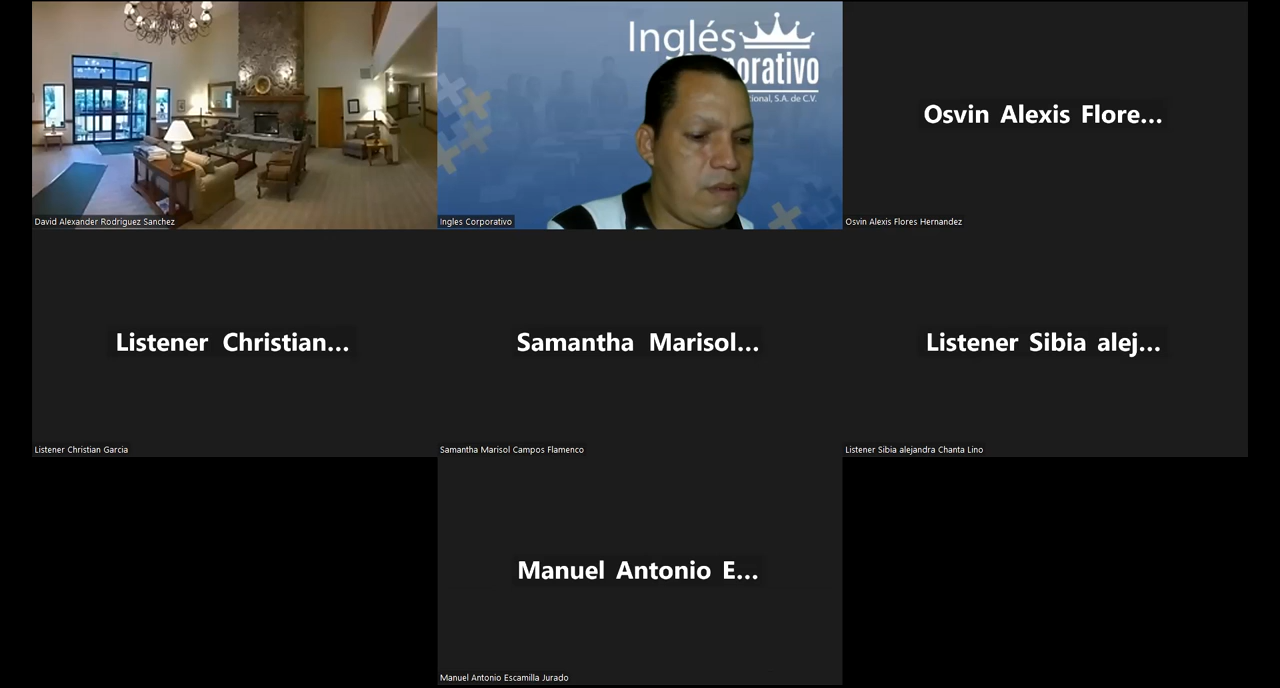 David Alexander Rodriguez Sanchez
Inglés
orativo
ional, S.A. de C.V.
Ingles Corporativo
Osvin Alexis Flore...
Osvin Alexis Flores Hernandez
Listener Christian...
Listener Christian Garcia
Samantha Marisol...
Samantha Marisol Campos Flamenco
Listener Sibia alej...
Listener Sibia alejandra Chanta Lino
Manuel Antonio E...
Manuel Antonio Escamilla Jurado